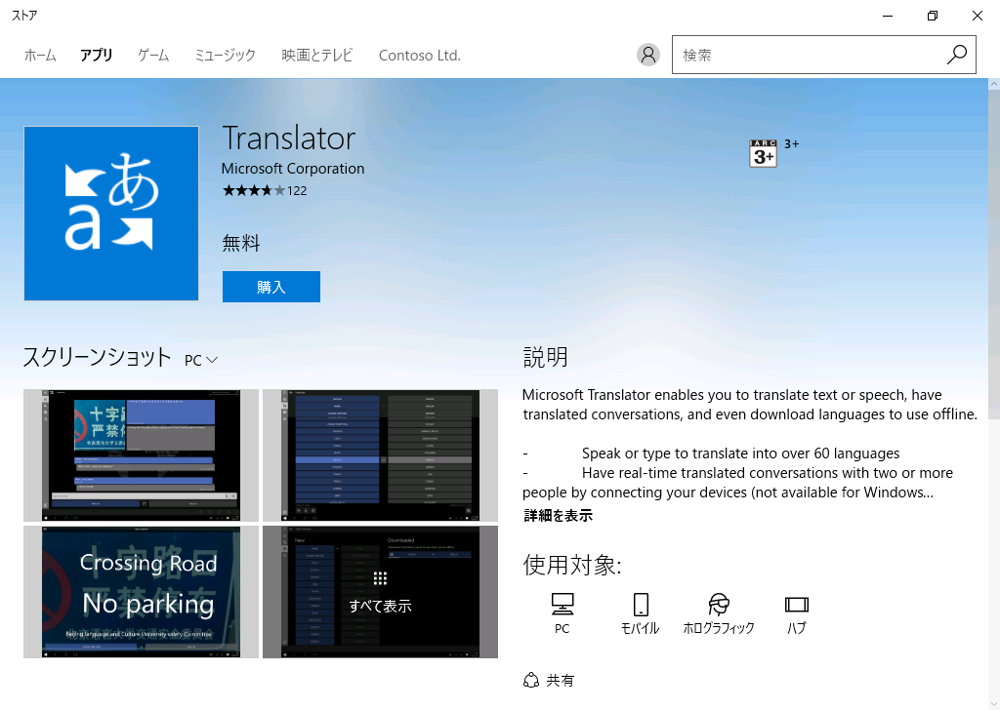 ストア
ホーム アプリ ゲーム ミュージック 映画とテレビ Contoso Ltd.
検索
あ
a
Translator
Microsoft Corporation
122
無料
購入
IARC
3+
3+
スクリーンショット PC
十字路
严禁停
Crossing Road
No parking
Beijing language and Culture University safety Committee
New
Downloaded
すべて表示
説明
Microsoft Translator enables you to translate text or speech, have
translated conversations, and even download languages to use offline.
- Speak or type to translate into over 60 languages
- Have real-time translated conversations with two or more
people by connecting your devices (not available for Windows...
詳細を表示
使用対象:
PC
モバイル
ホログラフィック
ハブ
共有